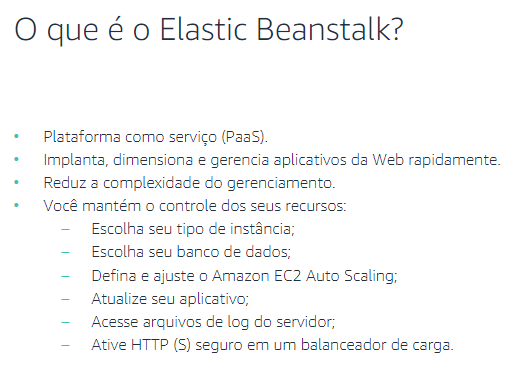 O que é o Elastic Beanstalk?
• Plataforma como serviço (PaaS).
• Implanta, dimensiona e gerencia aplicativos da Web rapidamente.
• Reduz a complexidade do gerenciamento.
• Você mantém o controle dos seus recursos:
– Escolha seu tipo de instância;
– Escolha seu banco de dados;
– Defina e ajuste o Amazon EC2 Auto Scaling;
– Atualize seu aplicativo;
– Acesse arquivos de log do servidor;
– Ative HTTP (S) seguro em um balanceador de carga.